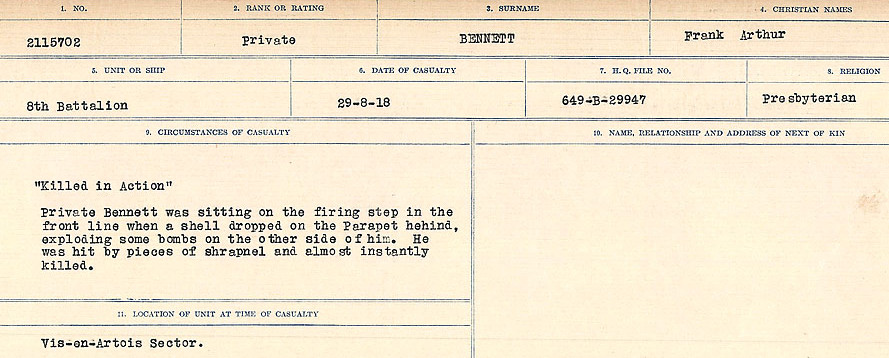 1. NO.
2. RANK OR RATING
3. SURNAME
4. CHRISTIAN NAMES
2115702
Private
BENNETT
Frank Arthur
5. UNIT OR SHIP
6. DATE OF CASUALTY
7. H.Q. FILE NO.
8. RELIGION
8th Battalion
29-8-18
649-B-29947
Presbyterian
9. CIRCUMSTANCES OF CASUALTY
10. NAME, RELATIONSHIP AND ADDRESS OF NEXT OF KIN
"Killed in Action"
Private Bennett was sitting on the firing step in the
front line when a shell dropped on the Parapet hehind,
exploding some bombs on the other side of him. He
was hit by pieces of shrapnel and almost instantly
killed.
11. LOCATION OF UNIT AT TIME OF CASUALTY
Vis-en-Artois Sector.